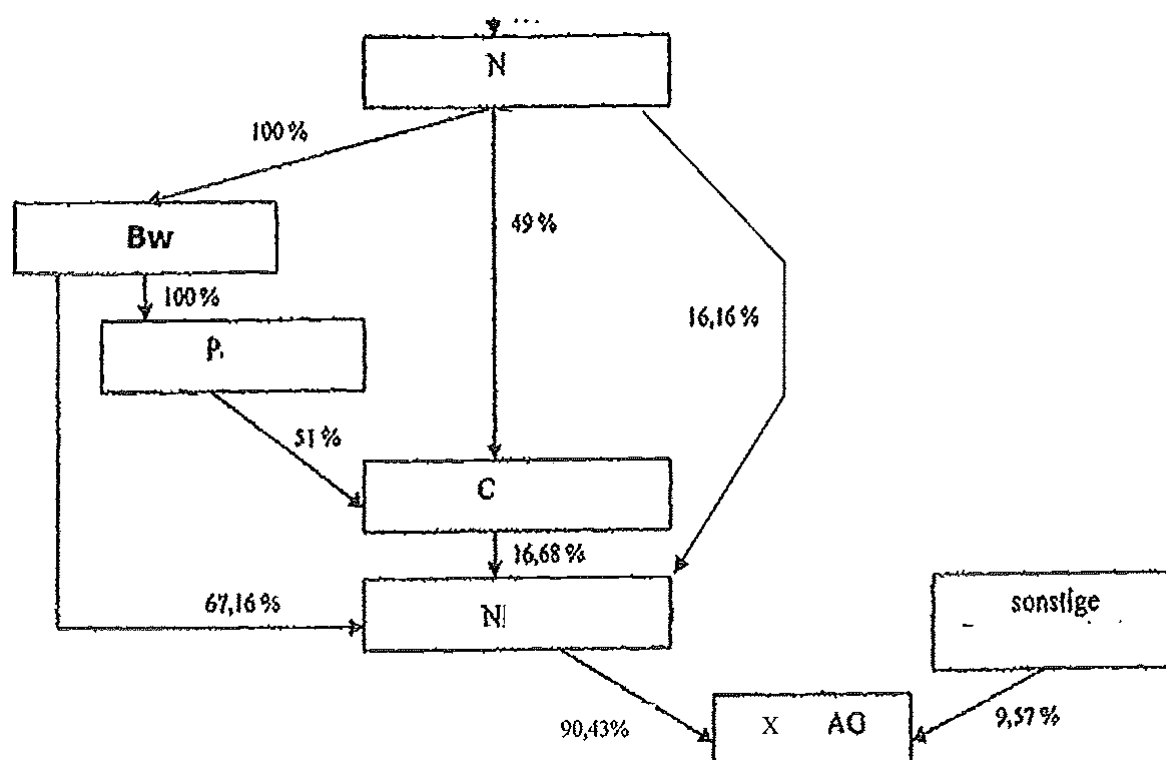 ...
N
100%
Bw
49%
100%
16,16%
P.
51%
C
16,68%
67,16%
N
sonstige
X AG
90,43%
9,57%